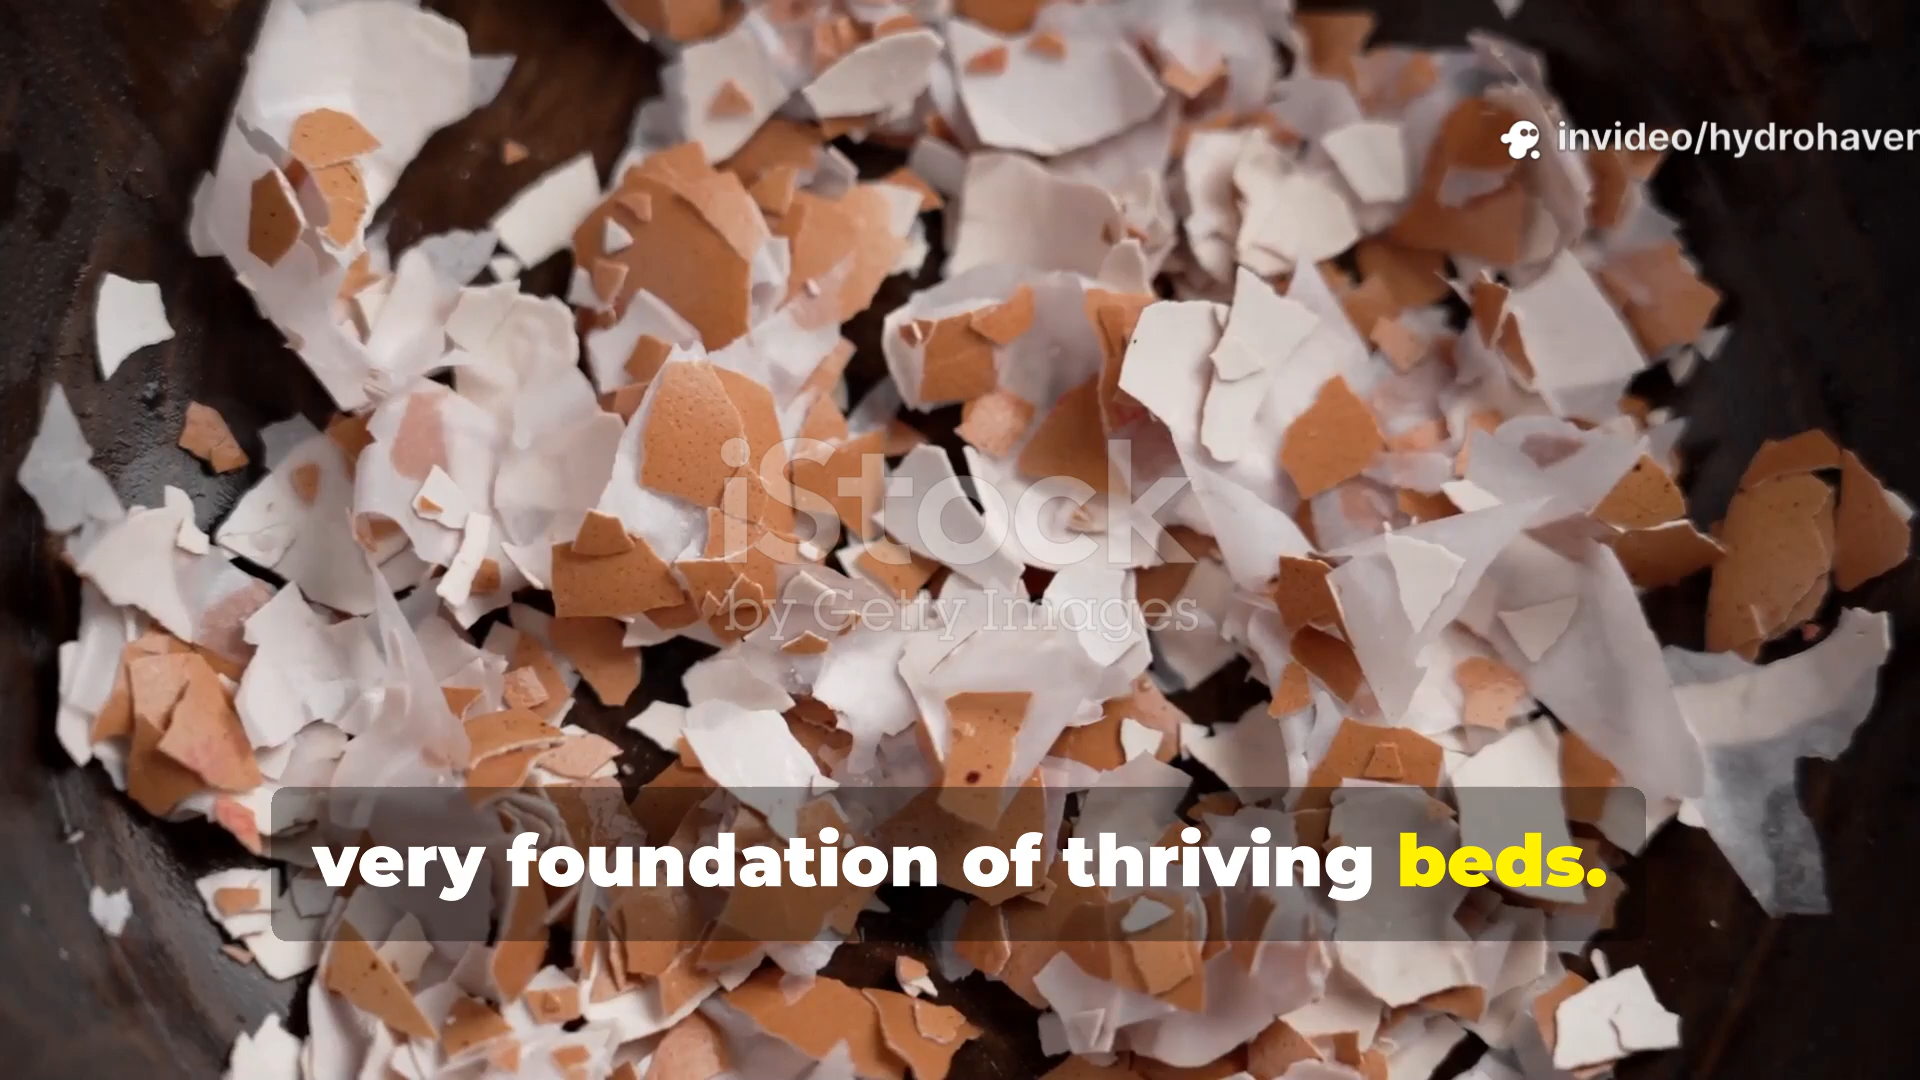 invideo/hydrohaven
iStock
by Getty Images
very foundation of thriving beds.